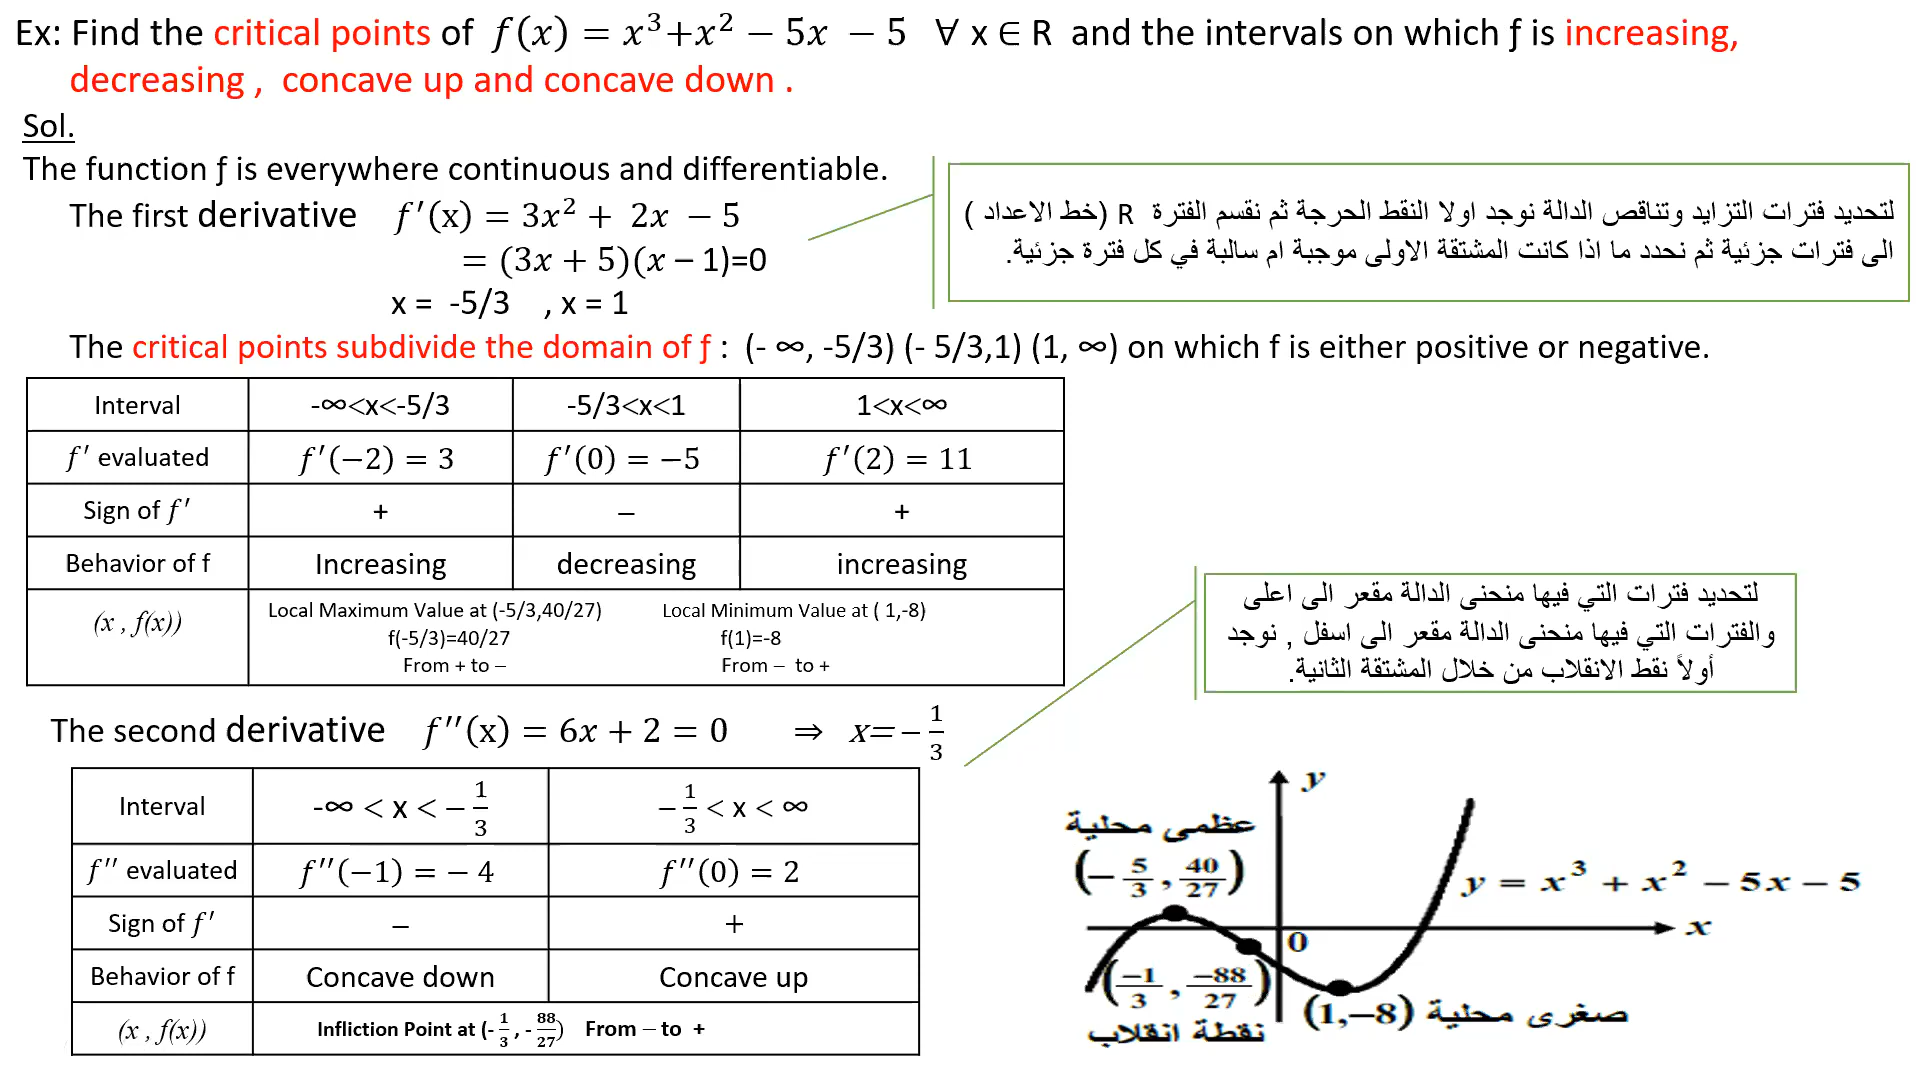 Ex: Find the critical points of f(x) = x³+x² − 5x − 5 ∀ x ∈ R and the intervals on which ƒ is increasing,
decreasing , concave up and concave down .
Sol.
The function ƒ is everywhere continuous and differentiable.
The first derivative f′(x) = 3x² + 2x − 5
= (3x + 5)(x – 1)=0
x = -5/3 , x = 1
لتحديد فترات التزايد وتناقص الدالة نوجد اولا النقط الحرجة ثم نقسم الفترة R (خط الاعداد )
الى فترات جزئية ثم نحدد ما اذا كانت المشتقة الاولى موجبة ام سالبة في كل فترة جزئية.
The critical points subdivide the domain of ƒ : (- ∞, -5/3) (- 5/3,1) (1, ∞) on which f is either positive or negative.
Interval -∞<x<-5/3 -5/3<x<1 1<x<∞
f′ evaluated f′(−2) = 3 f′(0) = −5 f′(2) = 11
Sign of f′ + – +
Behavior of f Increasing decreasing increasing
(x , f(x)) Local Maximum Value at (-5/3,40/27) Local Minimum Value at ( 1,-8)
f(-5/3)=40/27 f(1)=-8
From + to – From – to +
لتحديد فترات التي فيها منحنى الدالة مقعر الى اعلى
والفترات التي فيها منحنى الدالة مقعر الى اسفل , نوجد
أولاً نقط الانقلاب من خلال المشتقة الثانية.
The second derivative f′′(x) = 6x + 2 = 0 ⇒ x=− 1/3
Interval -∞ < x < − 1/3 − 1/3 < x < ∞
f′′ evaluated f′′(−1) = − 4 f′′(0) = 2
Sign of f′ – +
Behavior of f Concave down Concave up
(x , f(x)) Infliction Point at (- 1/3 , - 88/27) From – to +
y
عظمى محلية
(− 5/3 , 40/27)
y = x³ + x² − 5x − 5
x
0
(−1/3 , −88/27)
(1,−8) صغرى محلية
نقطة انقلاب